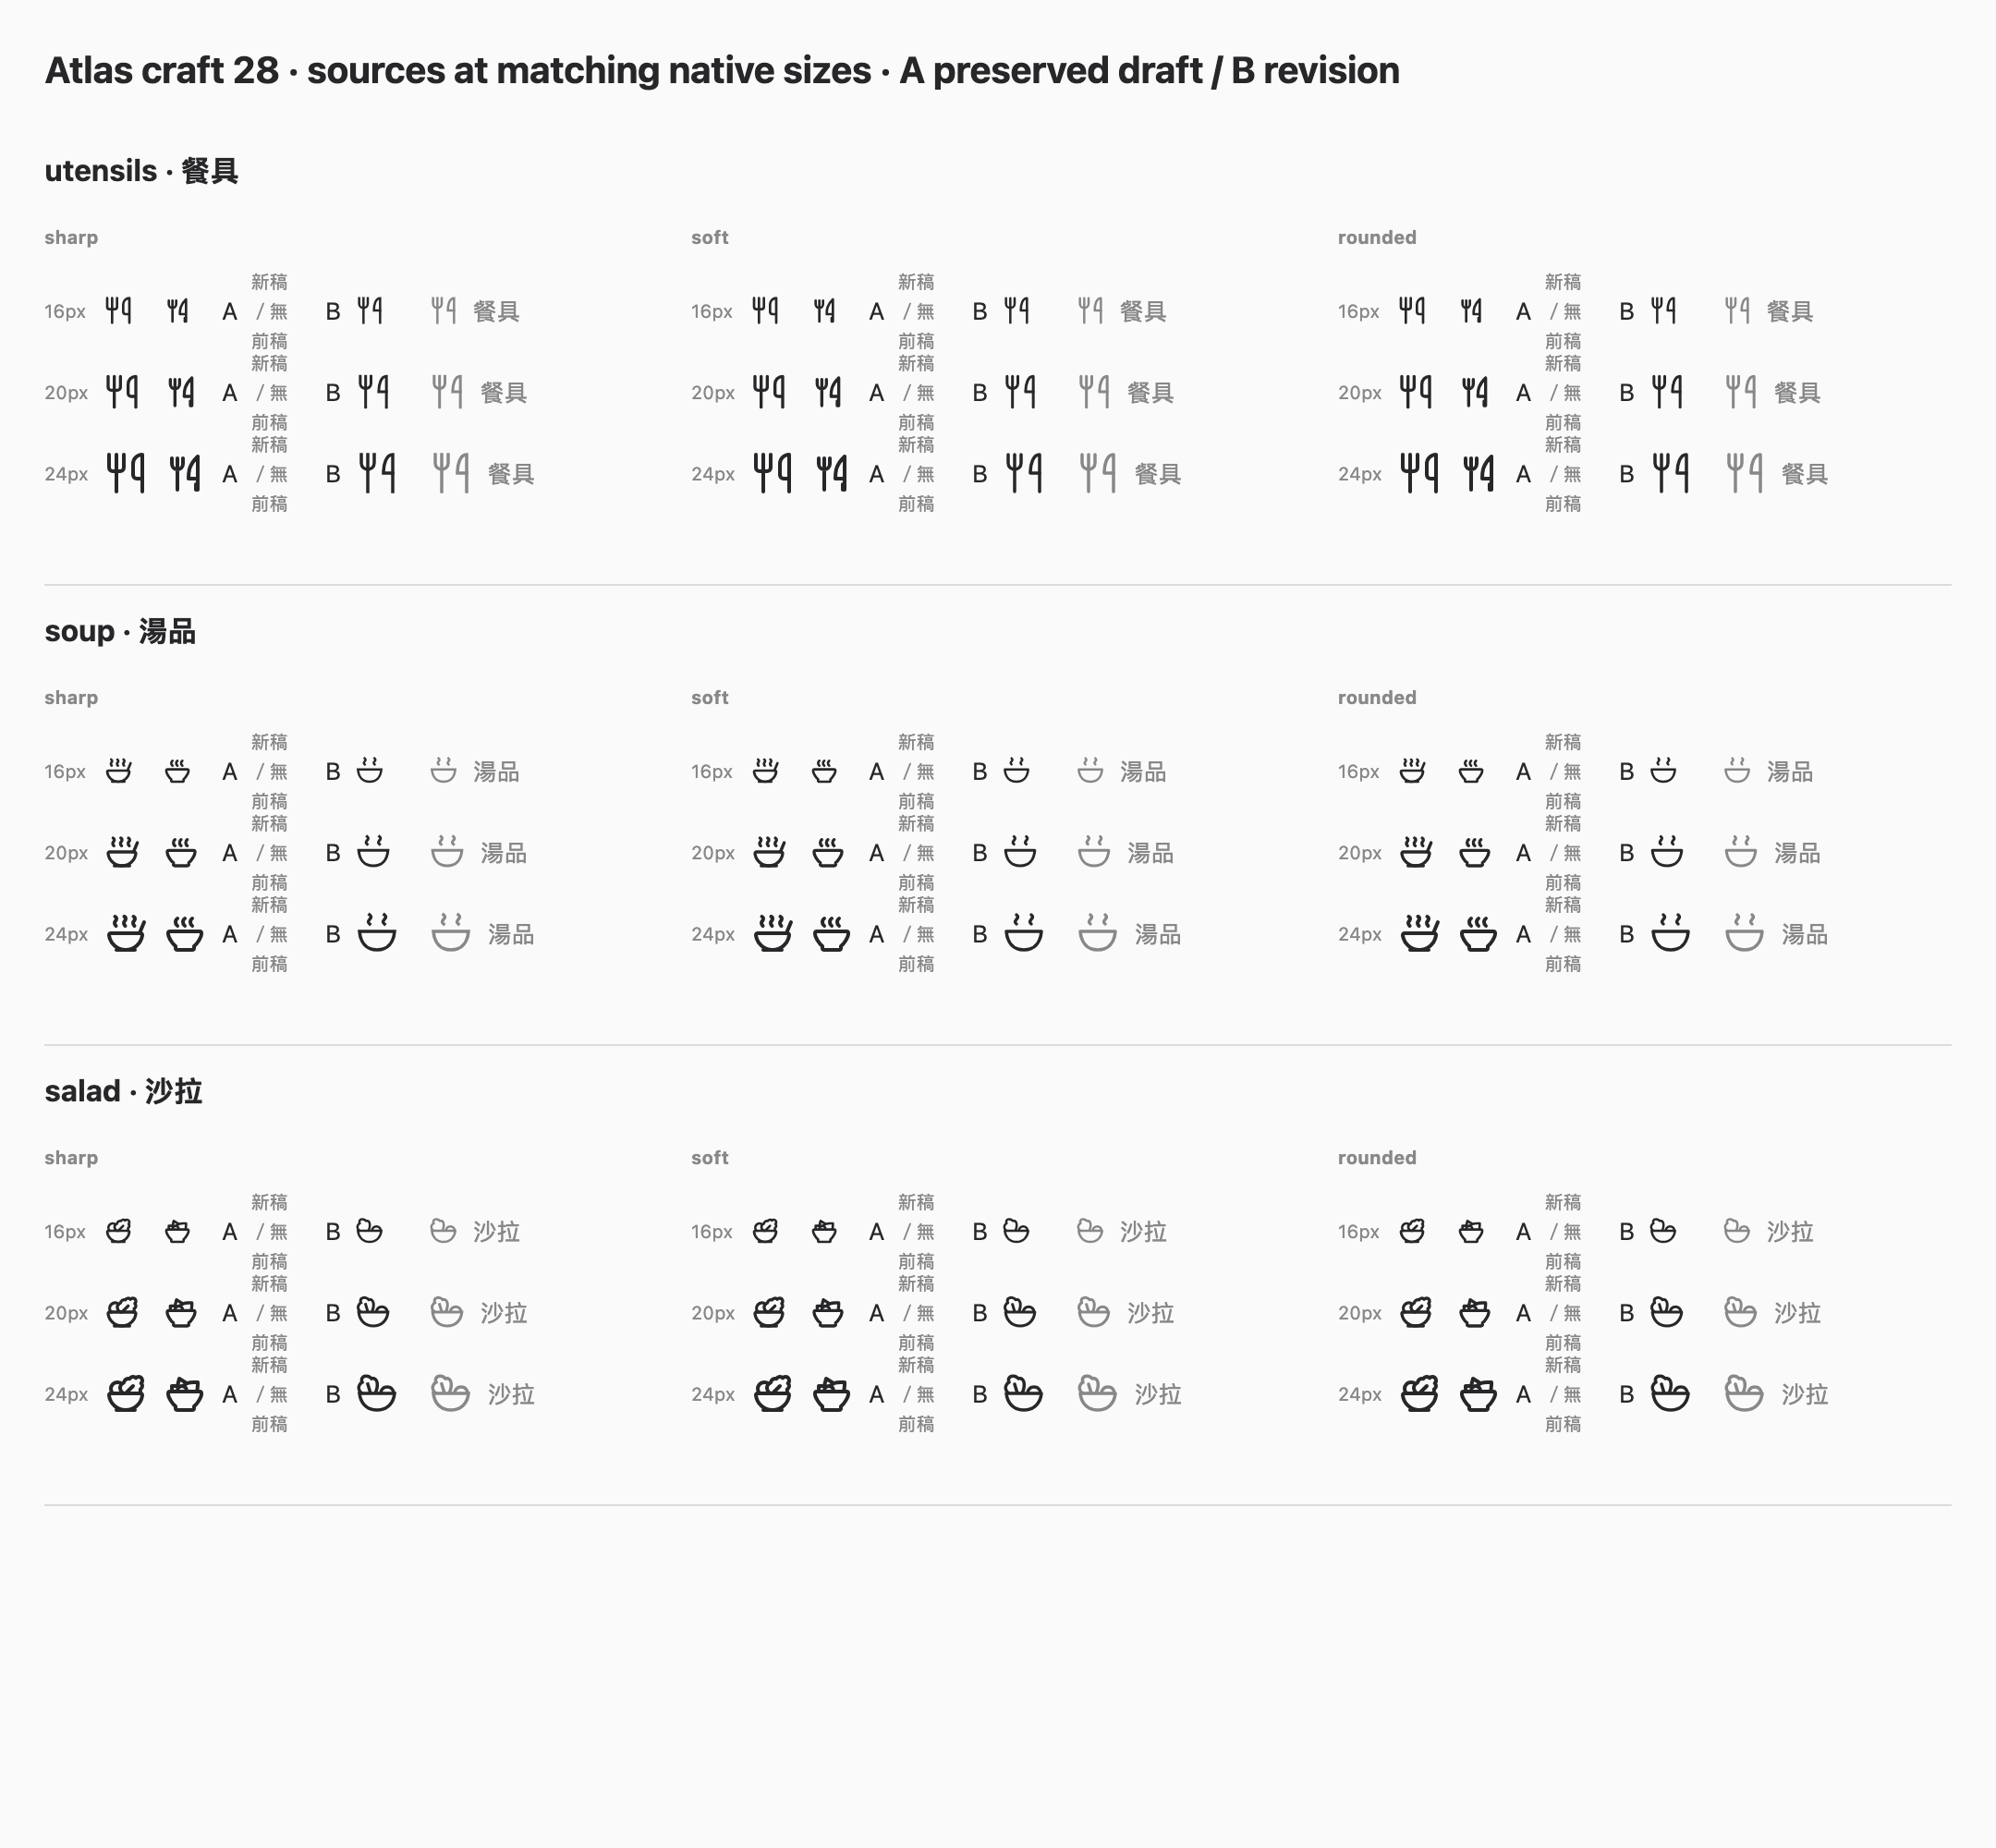 Atlas craft 28 · sources at matching native sizes · A preserved draft / B revision
utensils · 餐具
sharp
16px A 新稿 / 無 前稿 B 餐具
20px A 新稿 / 無 前稿 B 餐具
24px A 新稿 / 無 前稿 B 餐具
soft
16px A 新稿 / 無 前稿 B 餐具
20px A 新稿 / 無 前稿 B 餐具
24px A 新稿 / 無 前稿 B 餐具
rounded
16px A 新稿 / 無 前稿 B 餐具
20px A 新稿 / 無 前稿 B 餐具
24px A 新稿 / 無 前稿 B 餐具
soup · 湯品
sharp
16px A 新稿 / 無 前稿 B 湯品
20px A 新稿 / 無 前稿 B 湯品
24px A 新稿 / 無 前稿 B 湯品
soft
16px A 新稿 / 無 前稿 B 湯品
20px A 新稿 / 無 前稿 B 湯品
24px A 新稿 / 無 前稿 B 湯品
rounded
16px A 新稿 / 無 前稿 B 湯品
20px A 新稿 / 無 前稿 B 湯品
24px A 新稿 / 無 前稿 B 湯品
salad · 沙拉
sharp
16px A 新稿 / 無 前稿 B 沙拉
20px A 新稿 / 無 前稿 B 沙拉
24px A 新稿 / 無 前稿 B 沙拉
soft
16px A 新稿 / 無 前稿 B 沙拉
20px A 新稿 / 無 前稿 B 沙拉
24px A 新稿 / 無 前稿 B 沙拉
rounded
16px A 新稿 / 無 前稿 B 沙拉
20px A 新稿 / 無 前稿 B 沙拉
24px A 新稿 / 無 前稿 B 沙拉